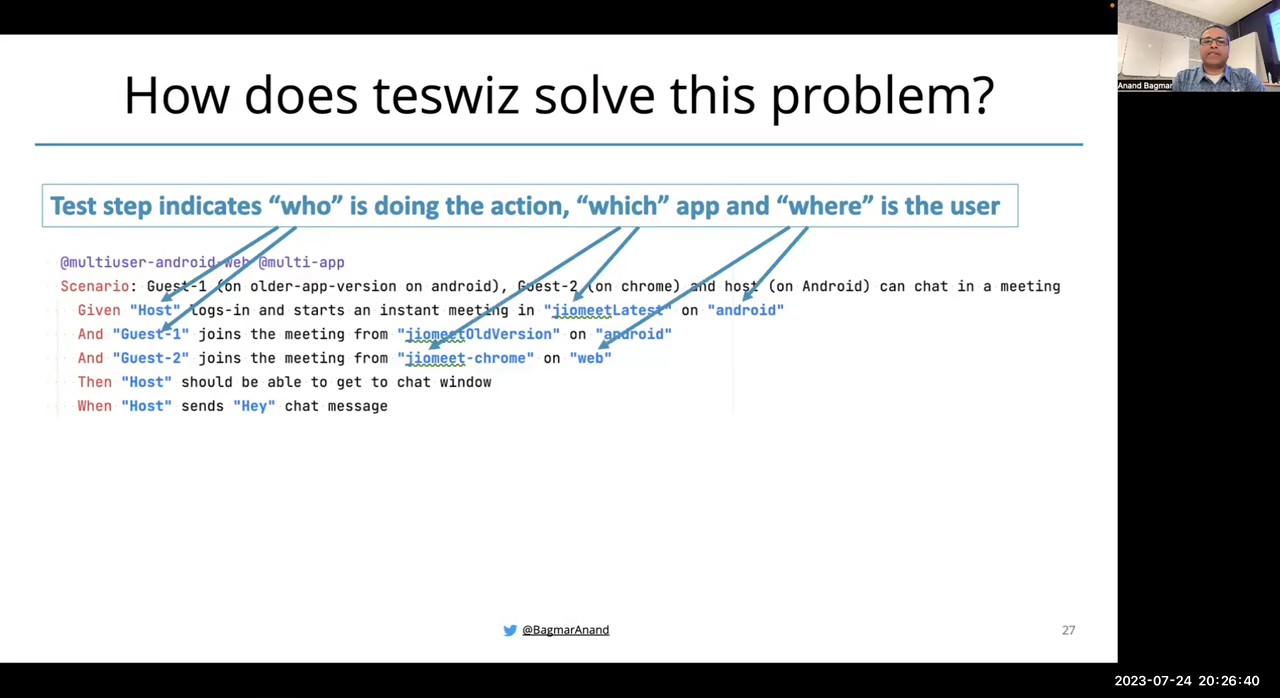 How does teswiz solve this problem?
Test step indicates “who” is doing the action, “which” app and “where” is the user
@multiuser-android-web @multi-app
Scenario: Guest-1 (on older-app-version on android), Guest-2 (on chrome) and host (on Android) can chat in a meeting
Given "Host" logs-in and starts an instant meeting in "jiomeetLatest" on "android"
And "Guest-1" joins the meeting from "jiomeetOldVersion" on "android"
And "Guest-2" joins the meeting from "jiomeet-chrome" on "web"
Then "Host" should be able to get to chat window
When "Host" sends "Hey" chat message
@BagmarAnand
27
Anand Bagmar
2023-07-24 20:26:40